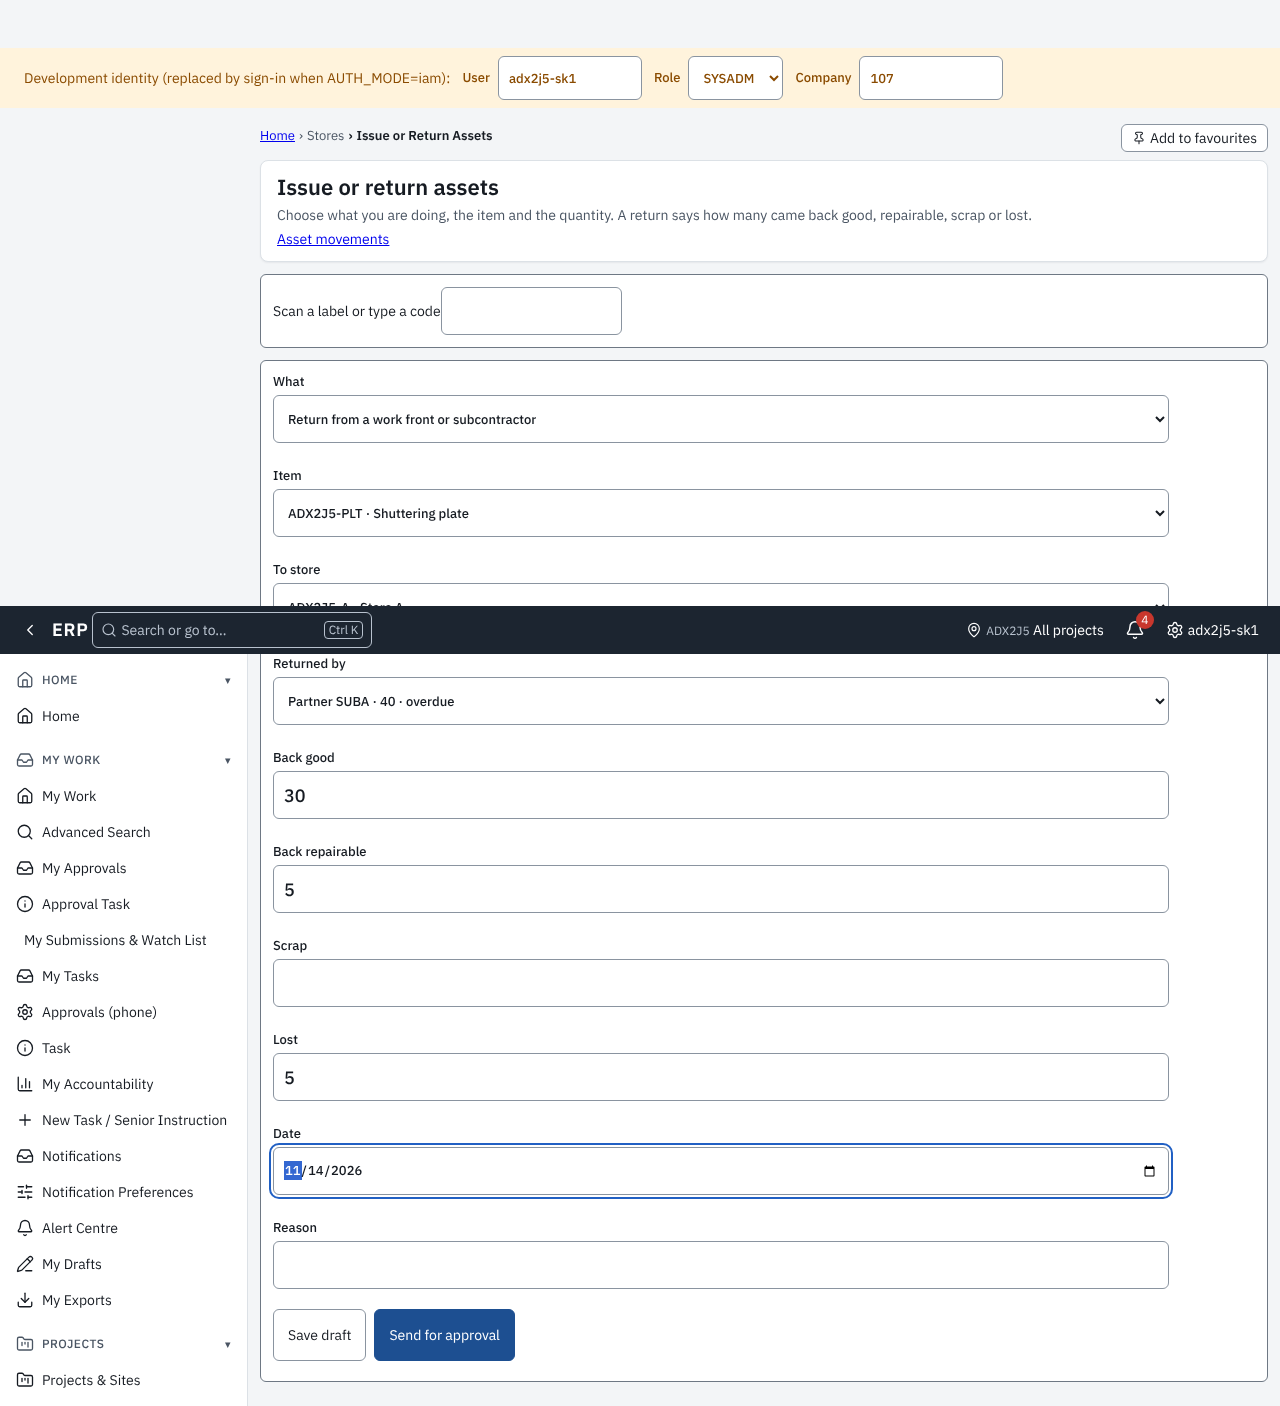 Development identity (replaced by sign-in when AUTH_MODE=iam): User adx2j5-sk1 Role SYSADM Company 107
Home › Stores › Issue or Return Assets
Add to favourites
Issue or return assets
Choose what you are doing, the item and the quantity. A return says how many came back good, repairable, scrap or lost.
Asset movements
Scan a label or type a code
What
Return from a work front or subcontractor
Item
ADX2J5-PLT · Shuttering plate
To store
ERP Search or go to... Ctrl K ADX2J5 All projects 4 adx2j5-sk1
Returned by
Partner SUBA · 40 · overdue
Back good
30
Back repairable
5
Scrap
Lost
5
Date
11/14/2026
Reason
Save draft Send for approval
HOME
Home
MY WORK
My Work
Advanced Search
My Approvals
Approval Task
My Submissions & Watch List
My Tasks
Approvals (phone)
Task
My Accountability
New Task / Senior Instruction
Notifications
Notification Preferences
Alert Centre
My Drafts
My Exports
PROJECTS
Projects & Sites